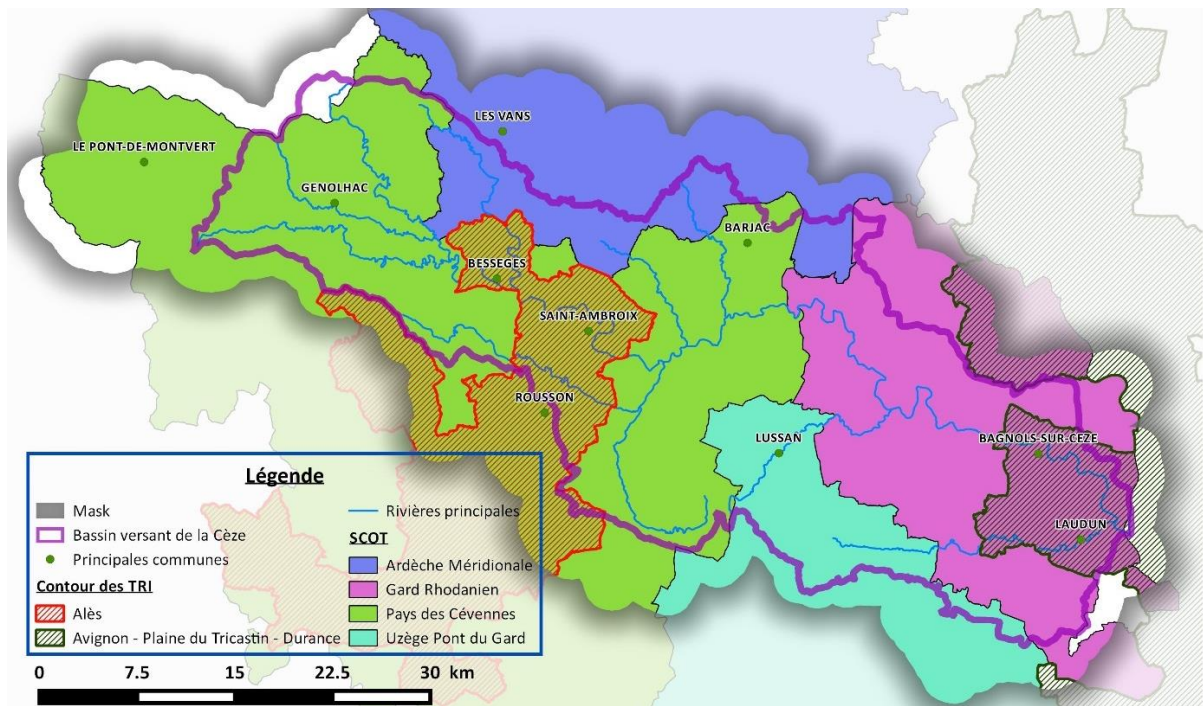 LES VANS
LE PONT-DE-MONTVERT
GENOLHAC
BARJAC
BESSEGES
SAINT-AMBROIX
ROUSSON
LUSSAN
BAGNOLS-SUR-CEZE
LAUDUN
Légende
Mask
Bassin versant de la Cèze
Principales communes
Contour des TRI
Alès
Avignon - Plaine du Tricastin - Durance
Rivières principales
SCOT
Ardèche Méridionale
Gard Rhodanien
Pays des Cévennes
Uzège Pont du Gard
0 7.5 15 22.5 30 km